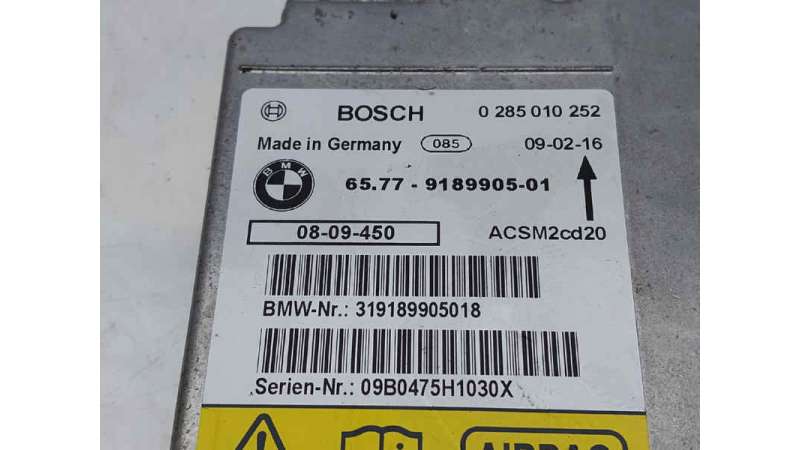 BOSCH 0 285 010 252
Made in Germany 085 09-02-16
BMW 65.77 - 9189905-01
08-09-450 ACSM2cd20
BMW-Nr.: 319189905018
Serien-Nr.: 09B0475H1030X
AIRBAG